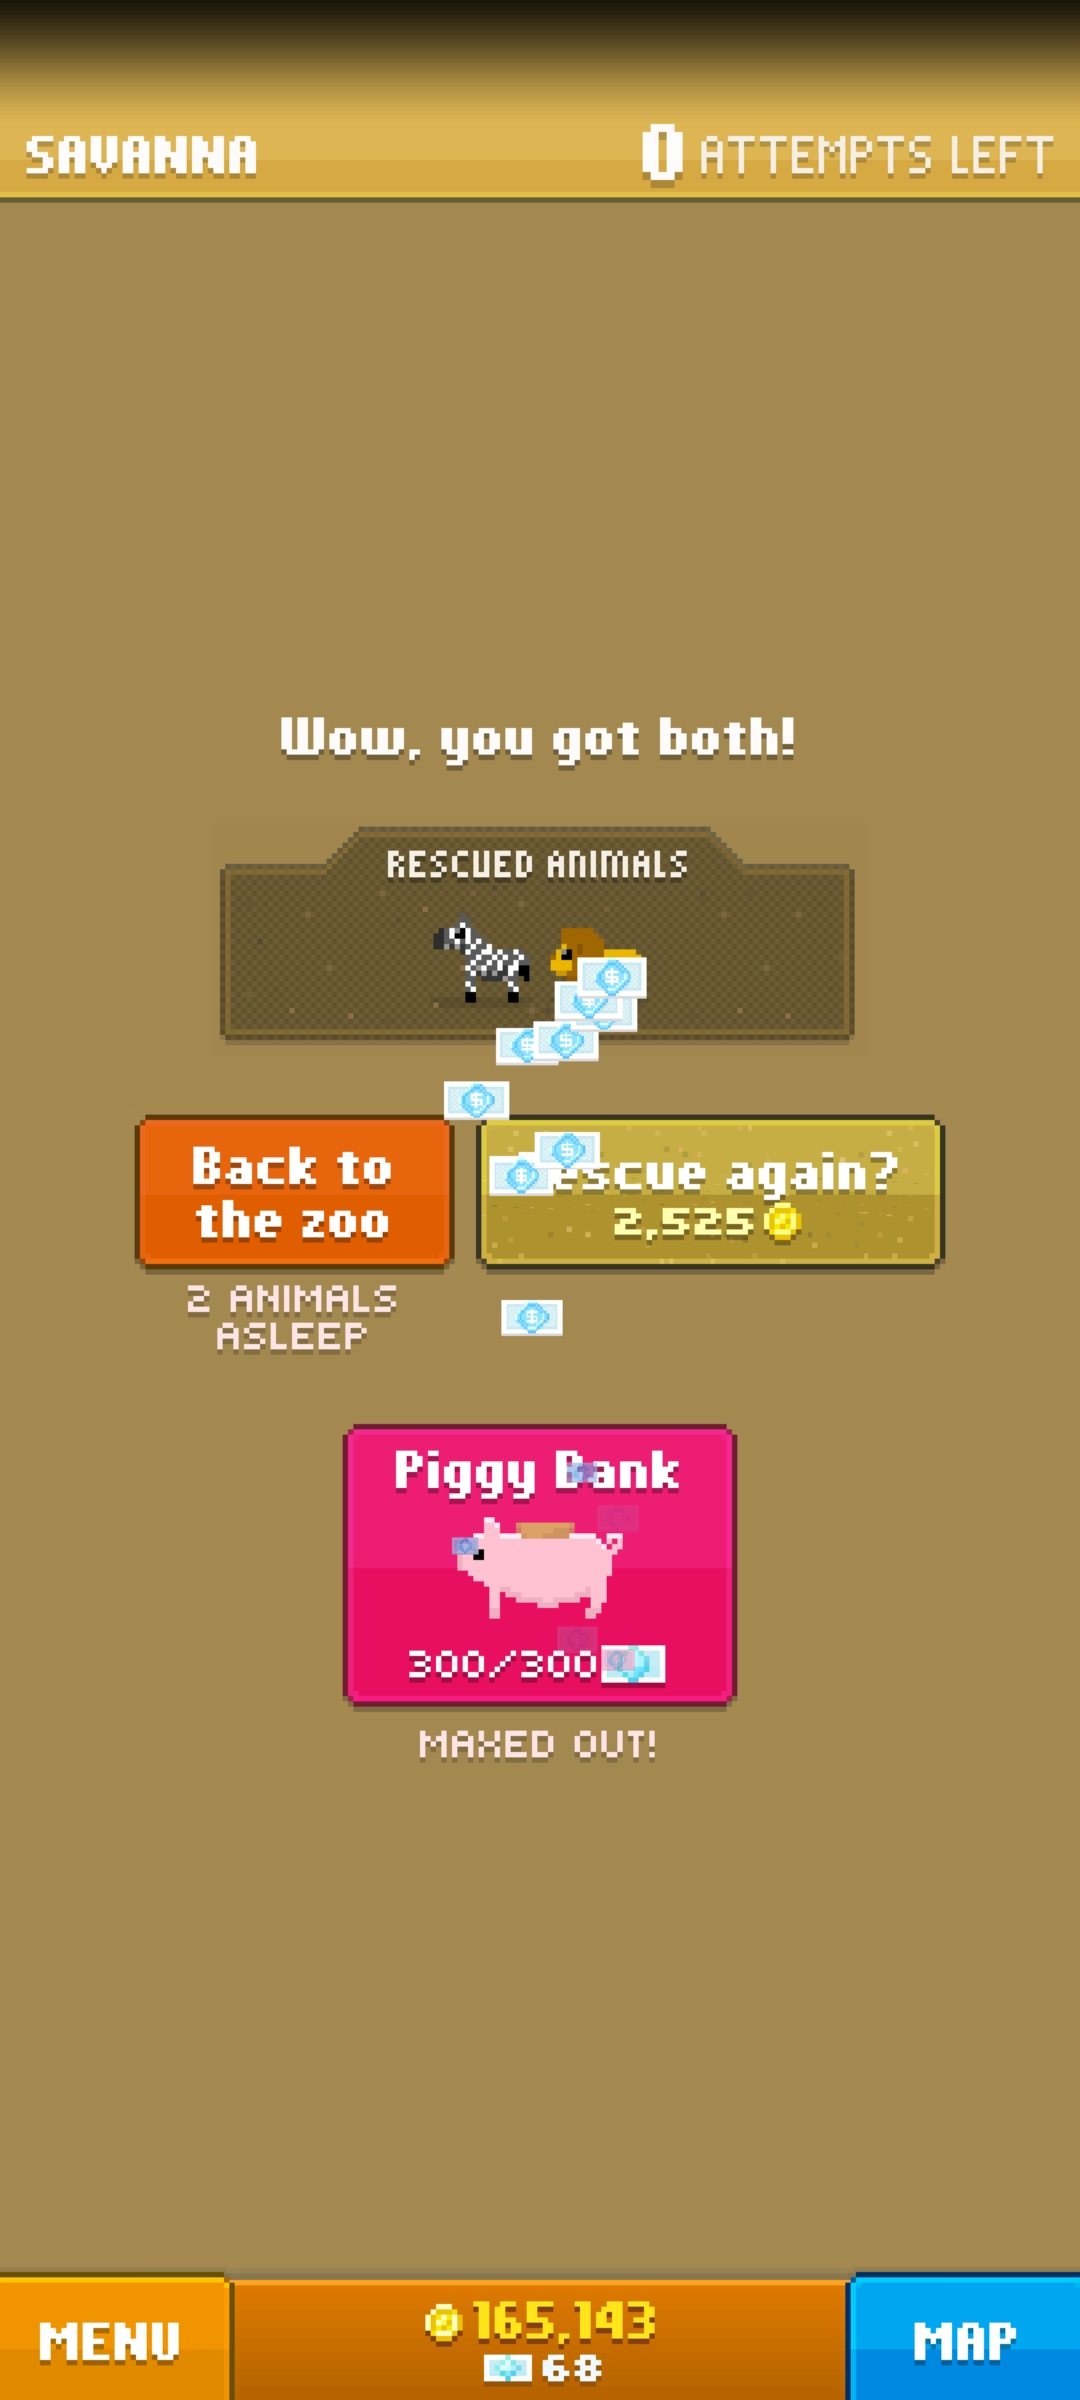 SAVANNA
0 ATTEMPTS LEFT
Wow, you got both!
RESCUED ANIMALS
Back to
the zoo
escue again?
2,525
2 ANIMALS
ASLEEP
Piggy Bank
300/300
MAXED OUT!
MENU
165,143
68
MAP